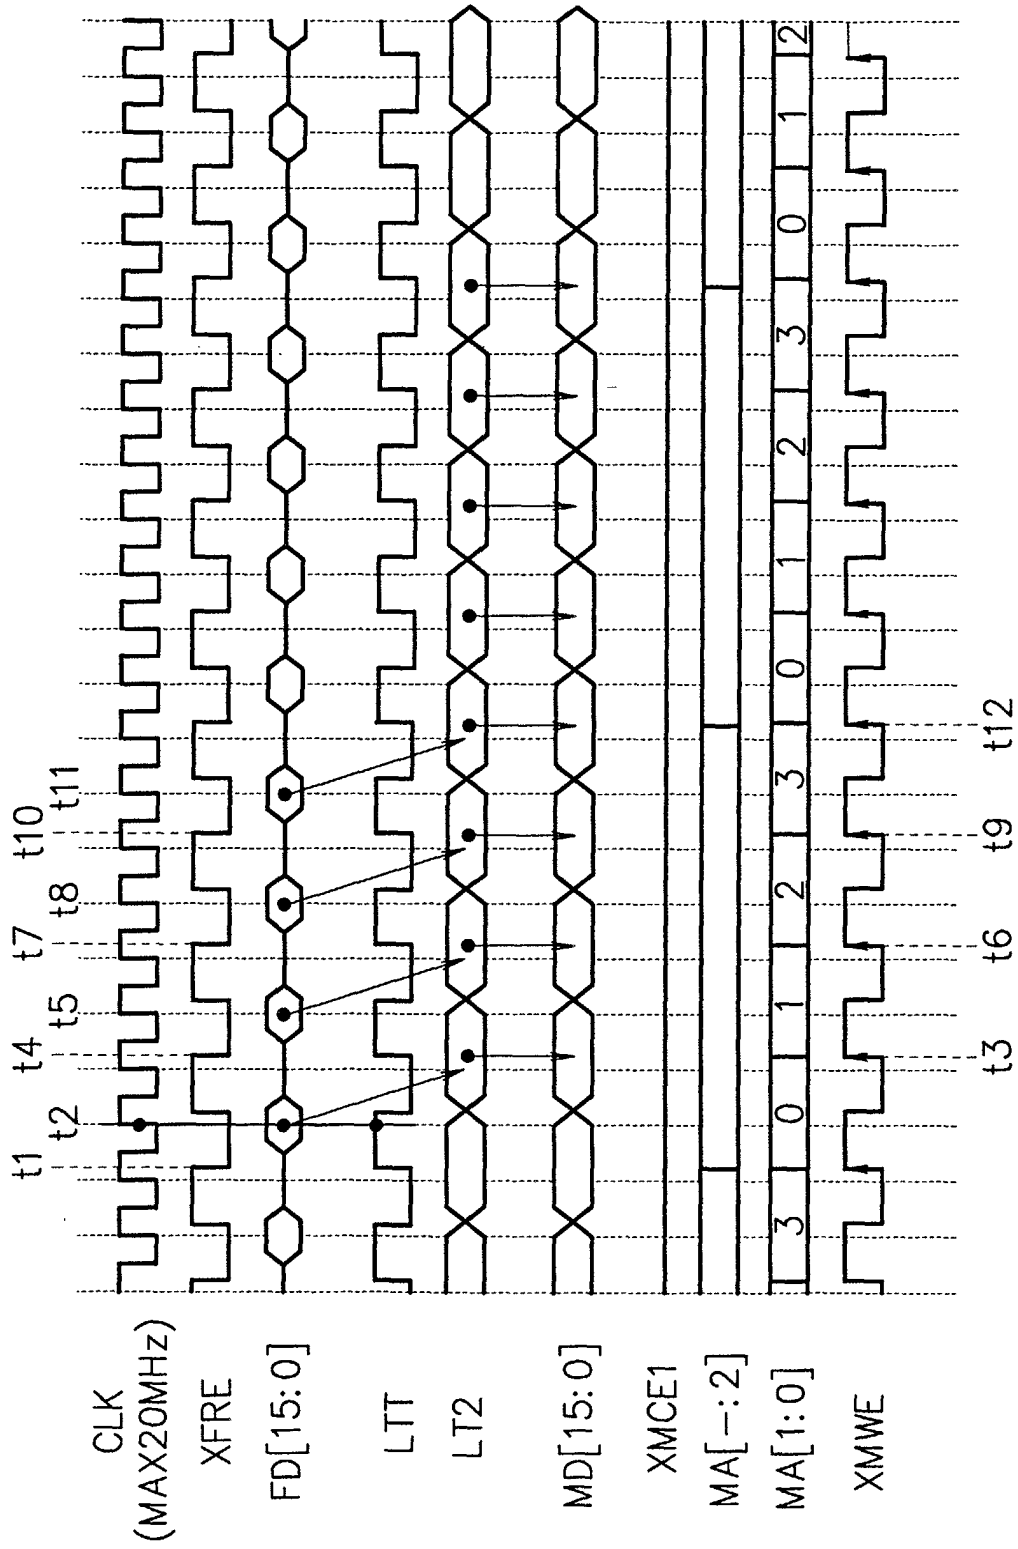 t1 t4 t7 t10
t2 t5 t8 t11
CLK
(MAX20MHz)
XFRE
FD[15:0]
LTT
LT2
MD[15:0]
XMCE1
MA[-:2]
MA[1:0] 3 0 1 2 3 0 1 2 3 0 1 2
XMWE
t3 t6 t9 t12